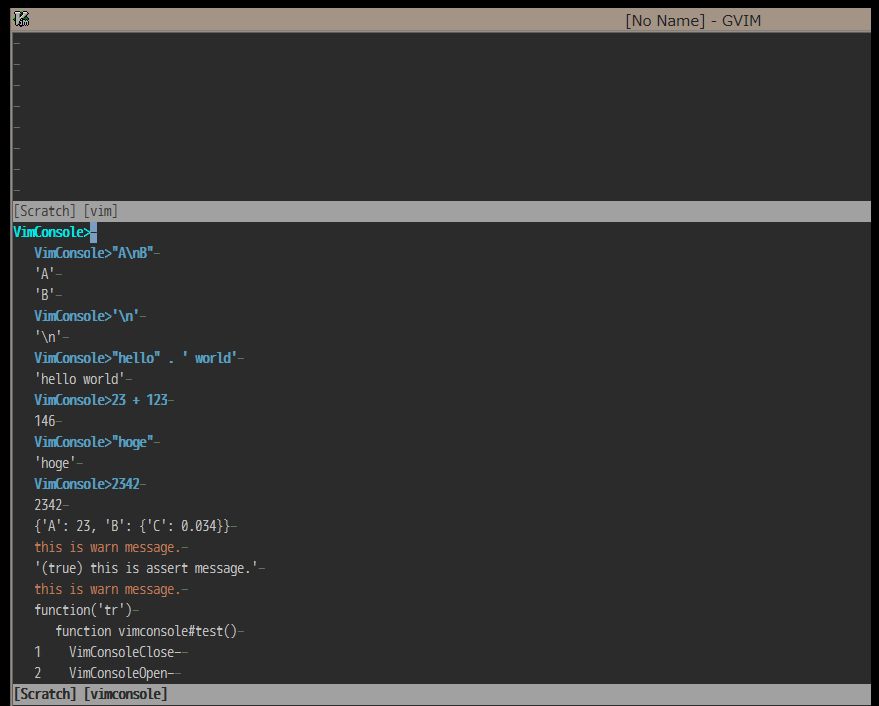 [No Name] - GVIM
-
-
-
-
-
-
-
-
[Scratch] [vim]
VimConsole>-
VimConsole>"A\nB"-
'A'-
'B'-
VimConsole>'\n'-
'\n'-
VimConsole>"hello" . ' world'-
'hello world'-
VimConsole>23 + 123-
146-
VimConsole>"hoge"-
'hoge'-
VimConsole>2342-
2342-
{'A': 23, 'B': {'C': 0.034}}-
this is warn message.-
'(true) this is assert message.'-
this is warn message.-
function('tr')-
function vimconsole#test()-
1 VimConsoleClose--
2 VimConsoleOpen--
[Scratch] [vimconsole]